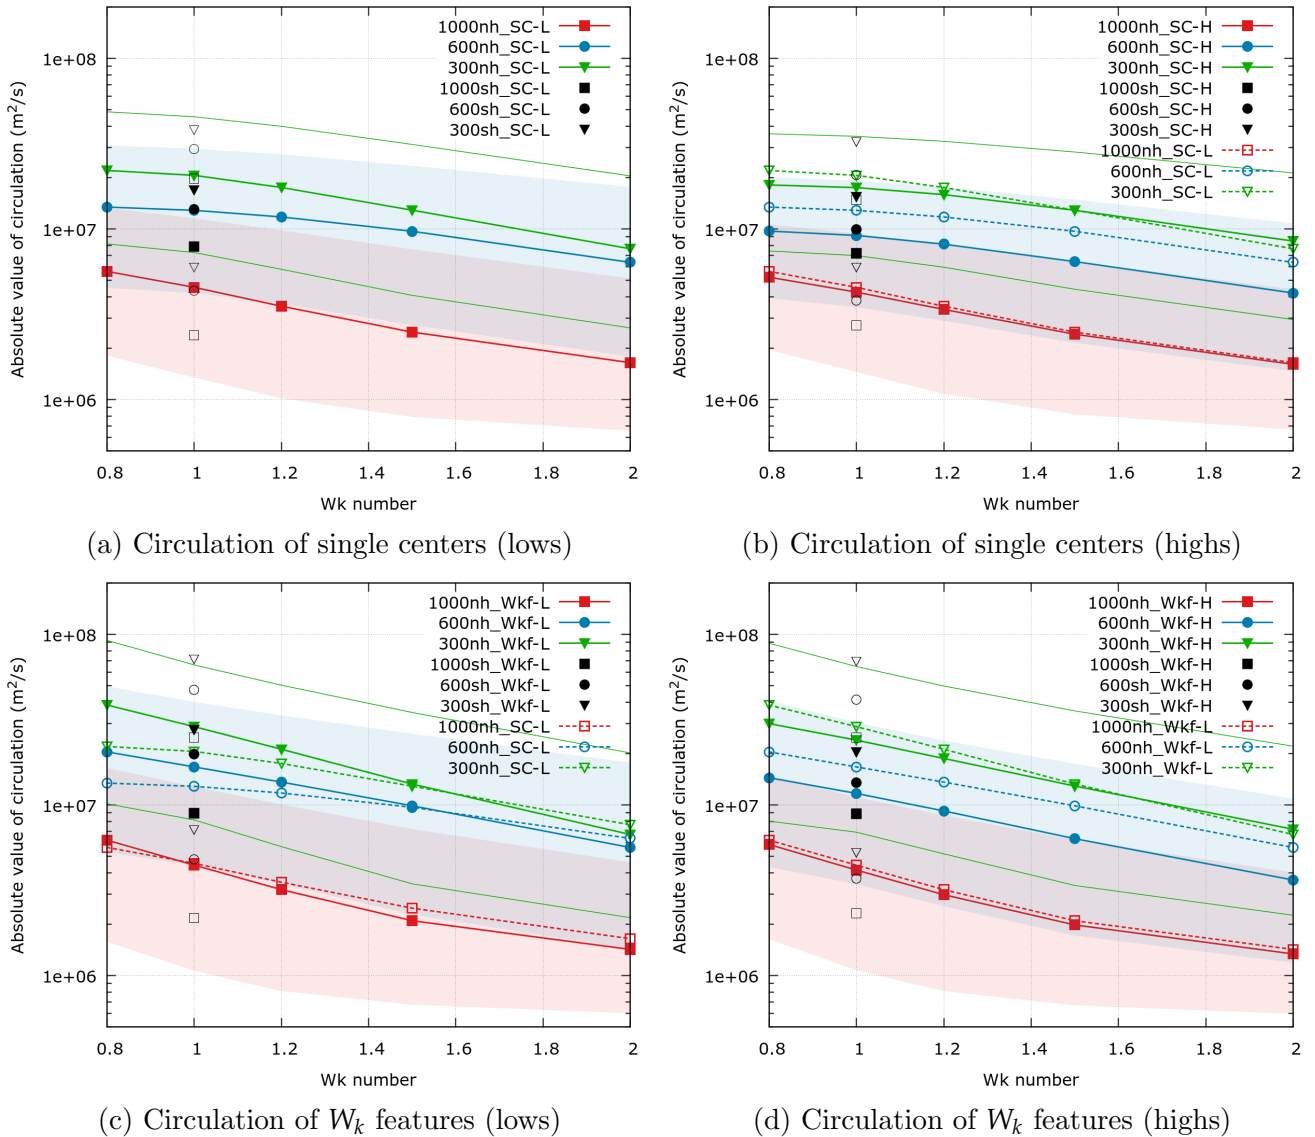 Absolute value of circulation (m²/s)
1e+08
1e+07
1e+06
1000nh_SC-L
600nh_SC-L
300nh_SC-L
1000sh_SC-L
600sh_SC-L
300sh_SC-L
0.8 1 1.2 1.4 1.6 1.8 2
Wk number
(a) Circulation of single centers (lows)
Absolute value of circulation (m²/s)
1e+08
1e+07
1e+06
1000nh_SC-H
600nh_SC-H
300nh_SC-H
1000sh_SC-H
600sh_SC-H
300sh_SC-H
1000nh_SC-L
600nh_SC-L
300nh_SC-L
0.8 1 1.2 1.4 1.6 1.8 2
Wk number
(b) Circulation of single centers (highs)
Absolute value of circulation (m²/s)
1e+08
1e+07
1e+06
1000nh_Wkf-L
600nh_Wkf-L
300nh_Wkf-L
1000sh_Wkf-L
600sh_Wkf-L
300sh_Wkf-L
1000nh_SC-L
600nh_SC-L
300nh_SC-L
0.8 1 1.2 1.4 1.6 1.8 2
Wk number
(c) Circulation of Wₖ features (lows)
Absolute value of circulation (m²/s)
1e+08
1e+07
1e+06
1000nh_Wkf-H
600nh_Wkf-H
300nh_Wkf-H
1000sh_Wkf-H
600sh_Wkf-H
300sh_Wkf-H
1000nh_Wkf-L
600nh_Wkf-L
300nh_Wkf-L
0.8 1 1.2 1.4 1.6 1.8 2
Wk number
(d) Circulation of Wₖ features (highs)